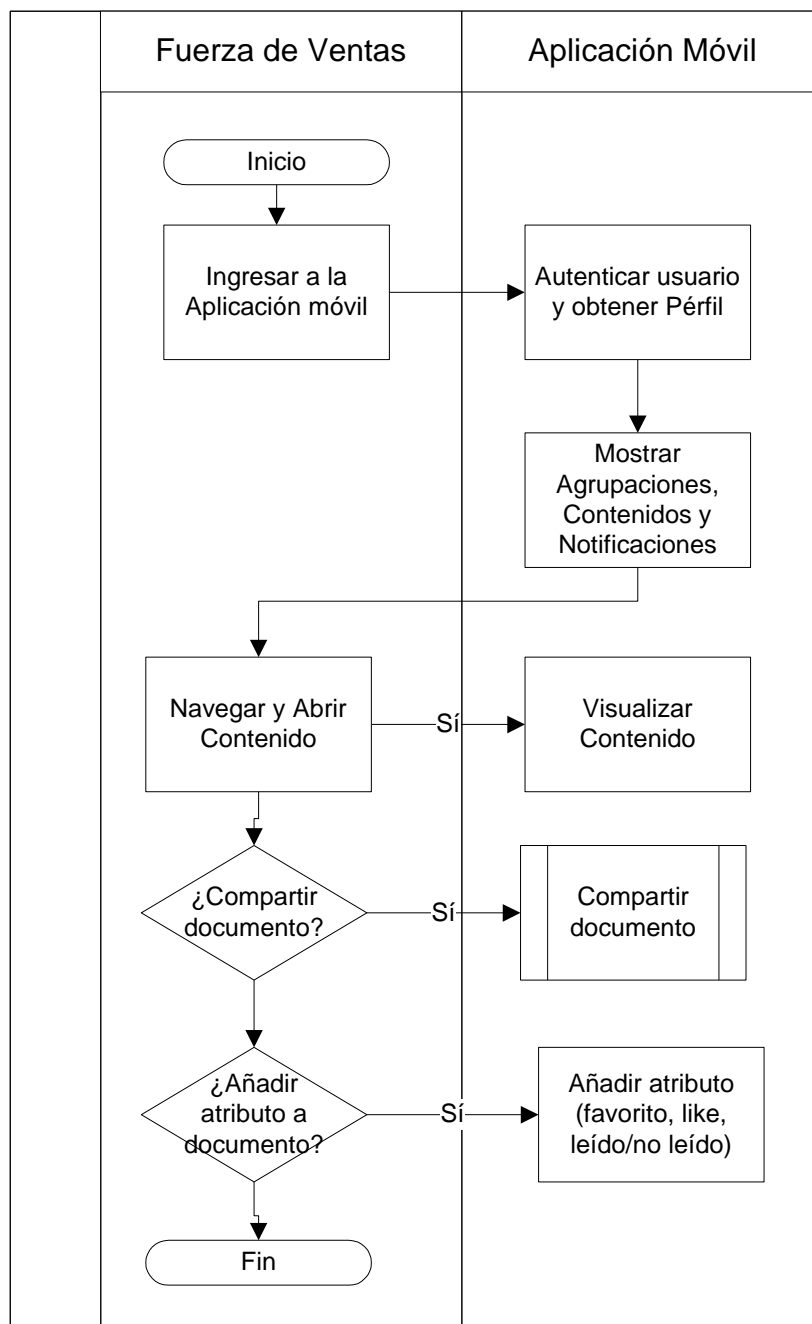 Fuerza de Ventas
Aplicación Móvil
Inicio
Ingresar a la
Aplicación móvil
Autenticar usuario
y obtener Pérfil
Mostrar
Agrupaciones,
Contenidos y
Notificaciones
Navegar y Abrir
Contenido
Sí
Visualizar
Contenido
¿Compartir
documento?
Sí
Compartir
documento
¿Añadir
atributo a
documento?
Sí
Añadir atributo
(favorito, like,
leído/no leído)
Fin